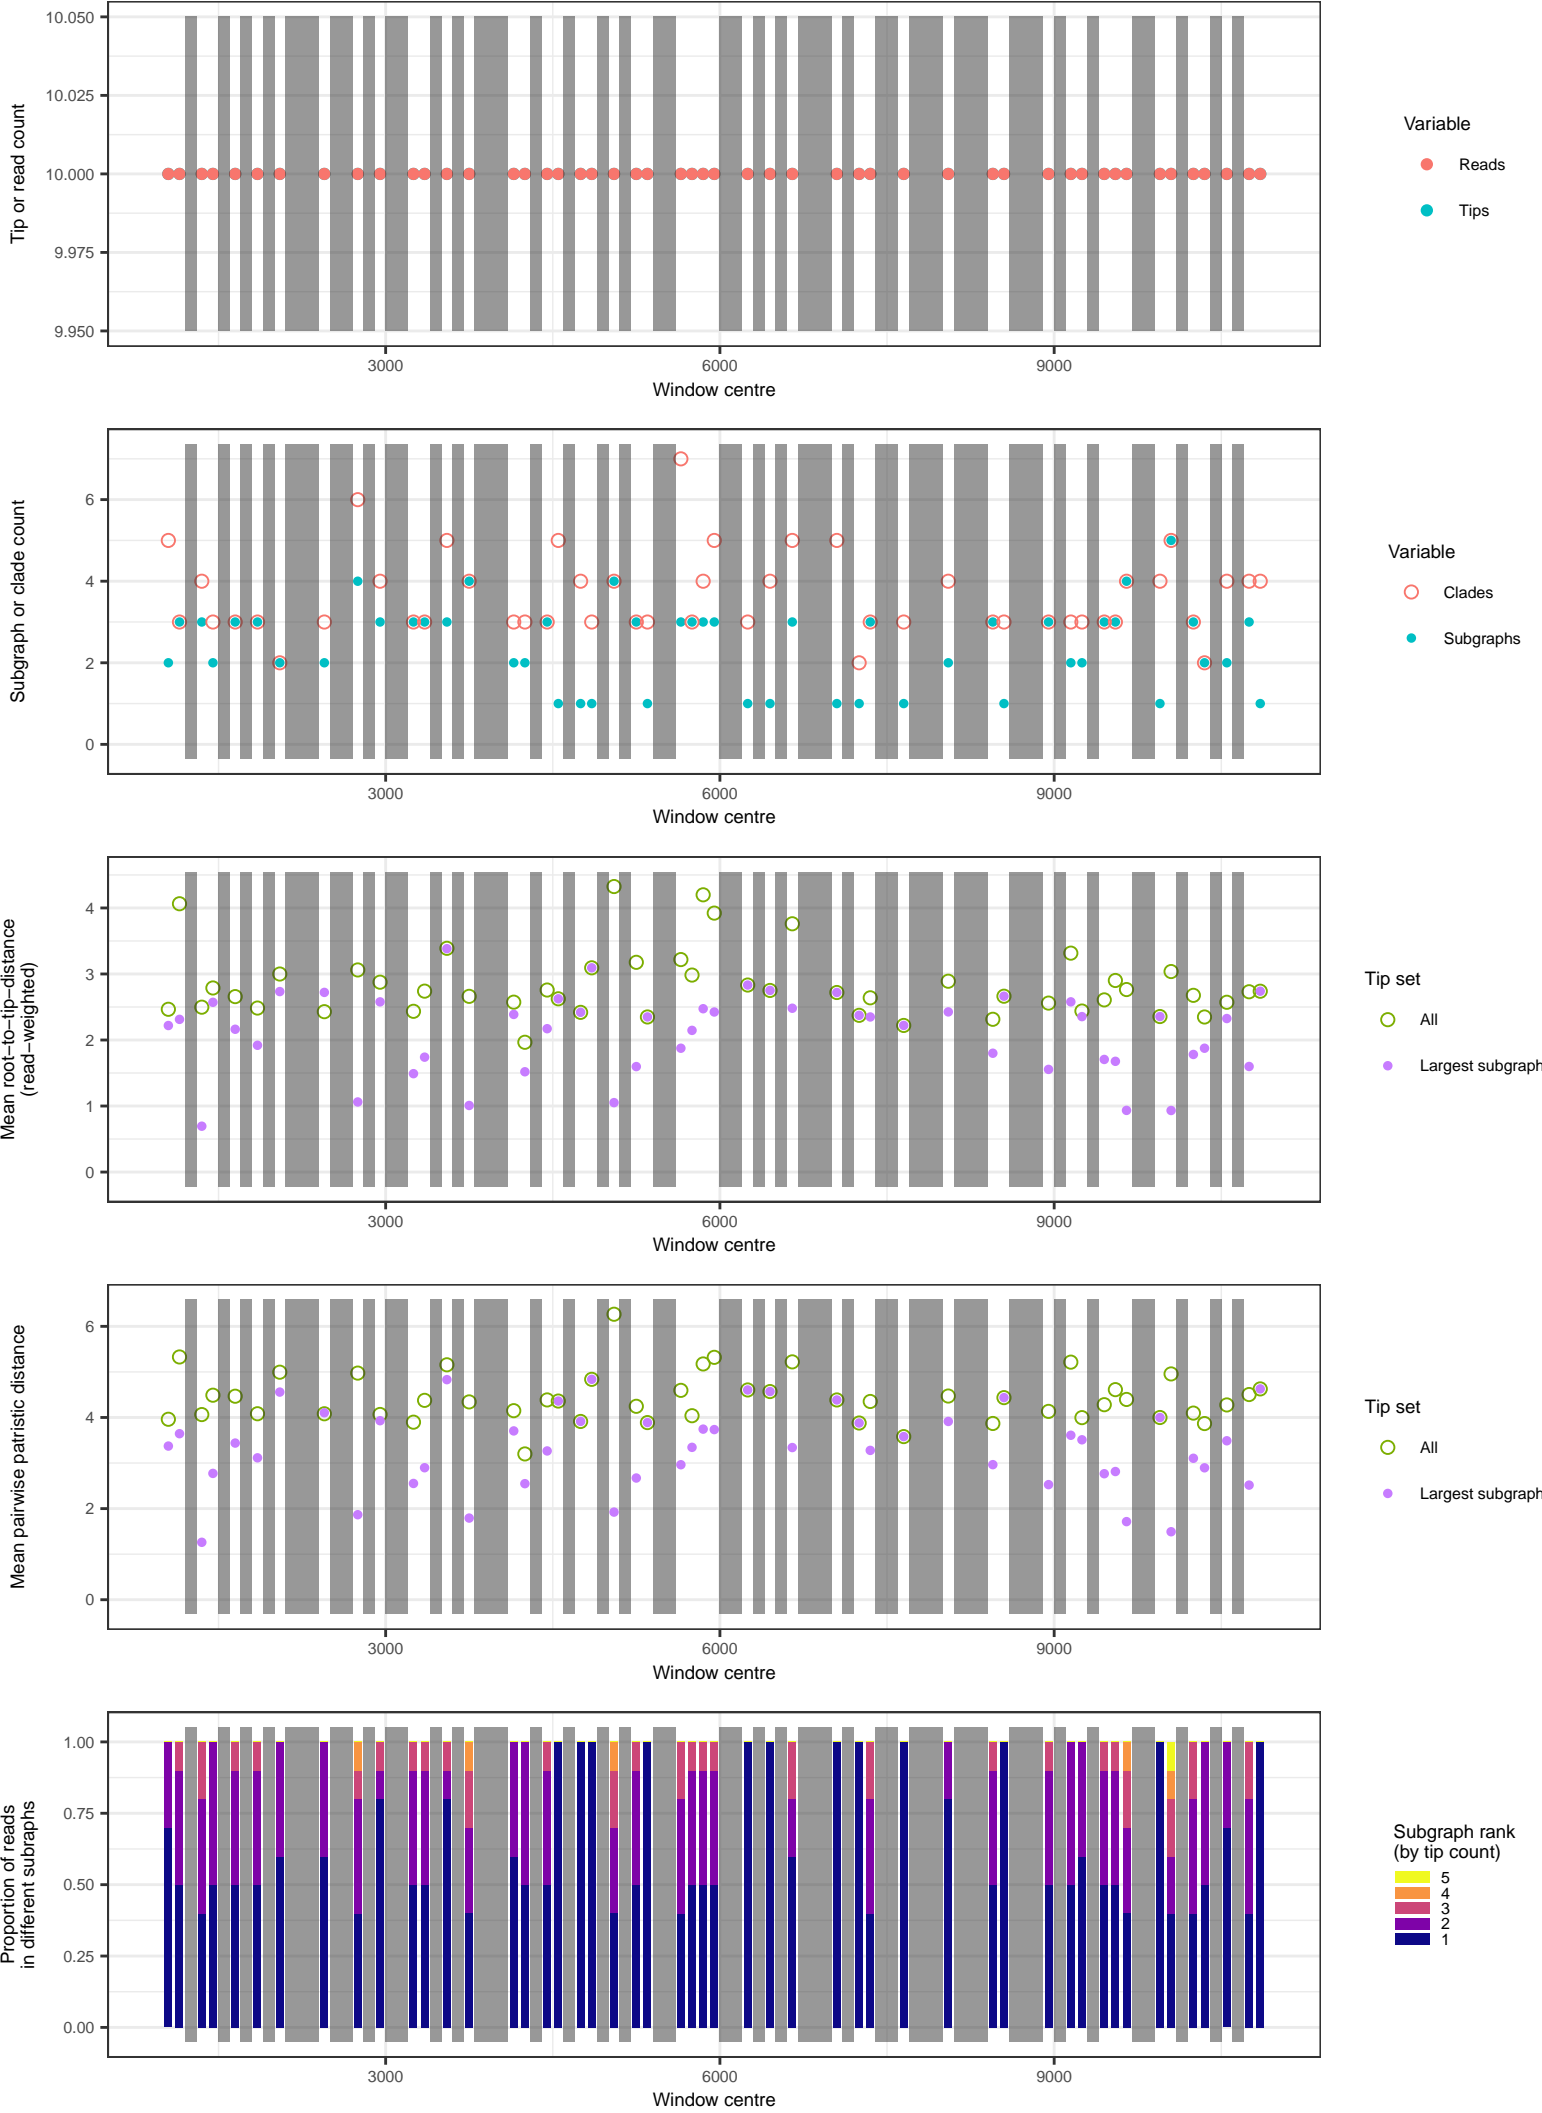 10.050
10.025
10.000
9.975
9.950
Tip or read count
3000
6000
9000
Window centre
Variable
Reads
Tips
6
4
2
0
Subgraph or clade count
3000
6000
9000
Window centre
Variable
Clades
Subgraphs
4
3
2
1
0
Mean root−to−tip−distance
(read−weighted)
3000
6000
9000
Window centre
Tip set
All
Largest subgraph
6
4
2
0
Mean pairwise patristic distance
3000
6000
9000
Window centre
Tip set
All
Largest subgraph
1.00
0.75
0.50
0.25
0.00
Proportion of reads
in different subraphs
3000
6000
9000
Window centre
Subgraph rank
(by tip count)
5
4
3
2
1